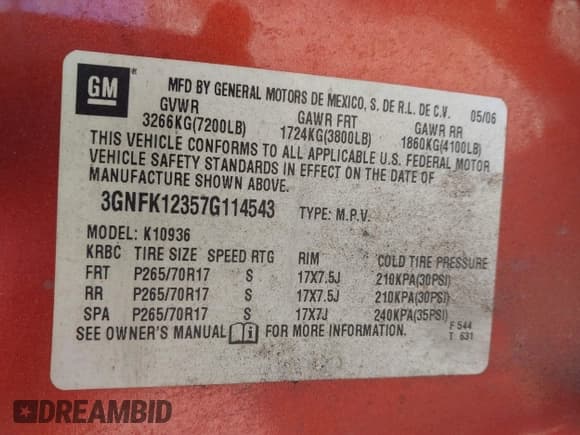 GM ®
MFD BY GENERAL MOTORS DE MEXICO, S. DE R.L. DE C.V. 05/06
GVWR GAWR FRT GAWR RR
3266KG(7200LB) 1724KG(3800LB) 1860KG(4100LB)
THIS VEHICLE CONFORMS TO ALL APPLICABLE U.S. FEDERAL MOTOR
VEHICLE SAFETY STANDARDS IN EFFECT ON THE DATE OF
MANUFACTURE SHOWN ABOVE.
3GNFK12357G114543 TYPE: M.P.V.
MODEL: K10936
KRBC TIRE SIZE SPEED RTG RIM COLD TIRE PRESSURE
FRT P265/70R17 S 17X7.5J 210KPA(30PSI)
RR P265/70R17 S 17X7.5J 210KPA(30PSI)
SPA P265/70R17 S 17X7J 240KPA(35PSI)
SEE OWNER'S MANUAL i FOR MORE INFORMATION.
F 544
T 631
DREAMBID